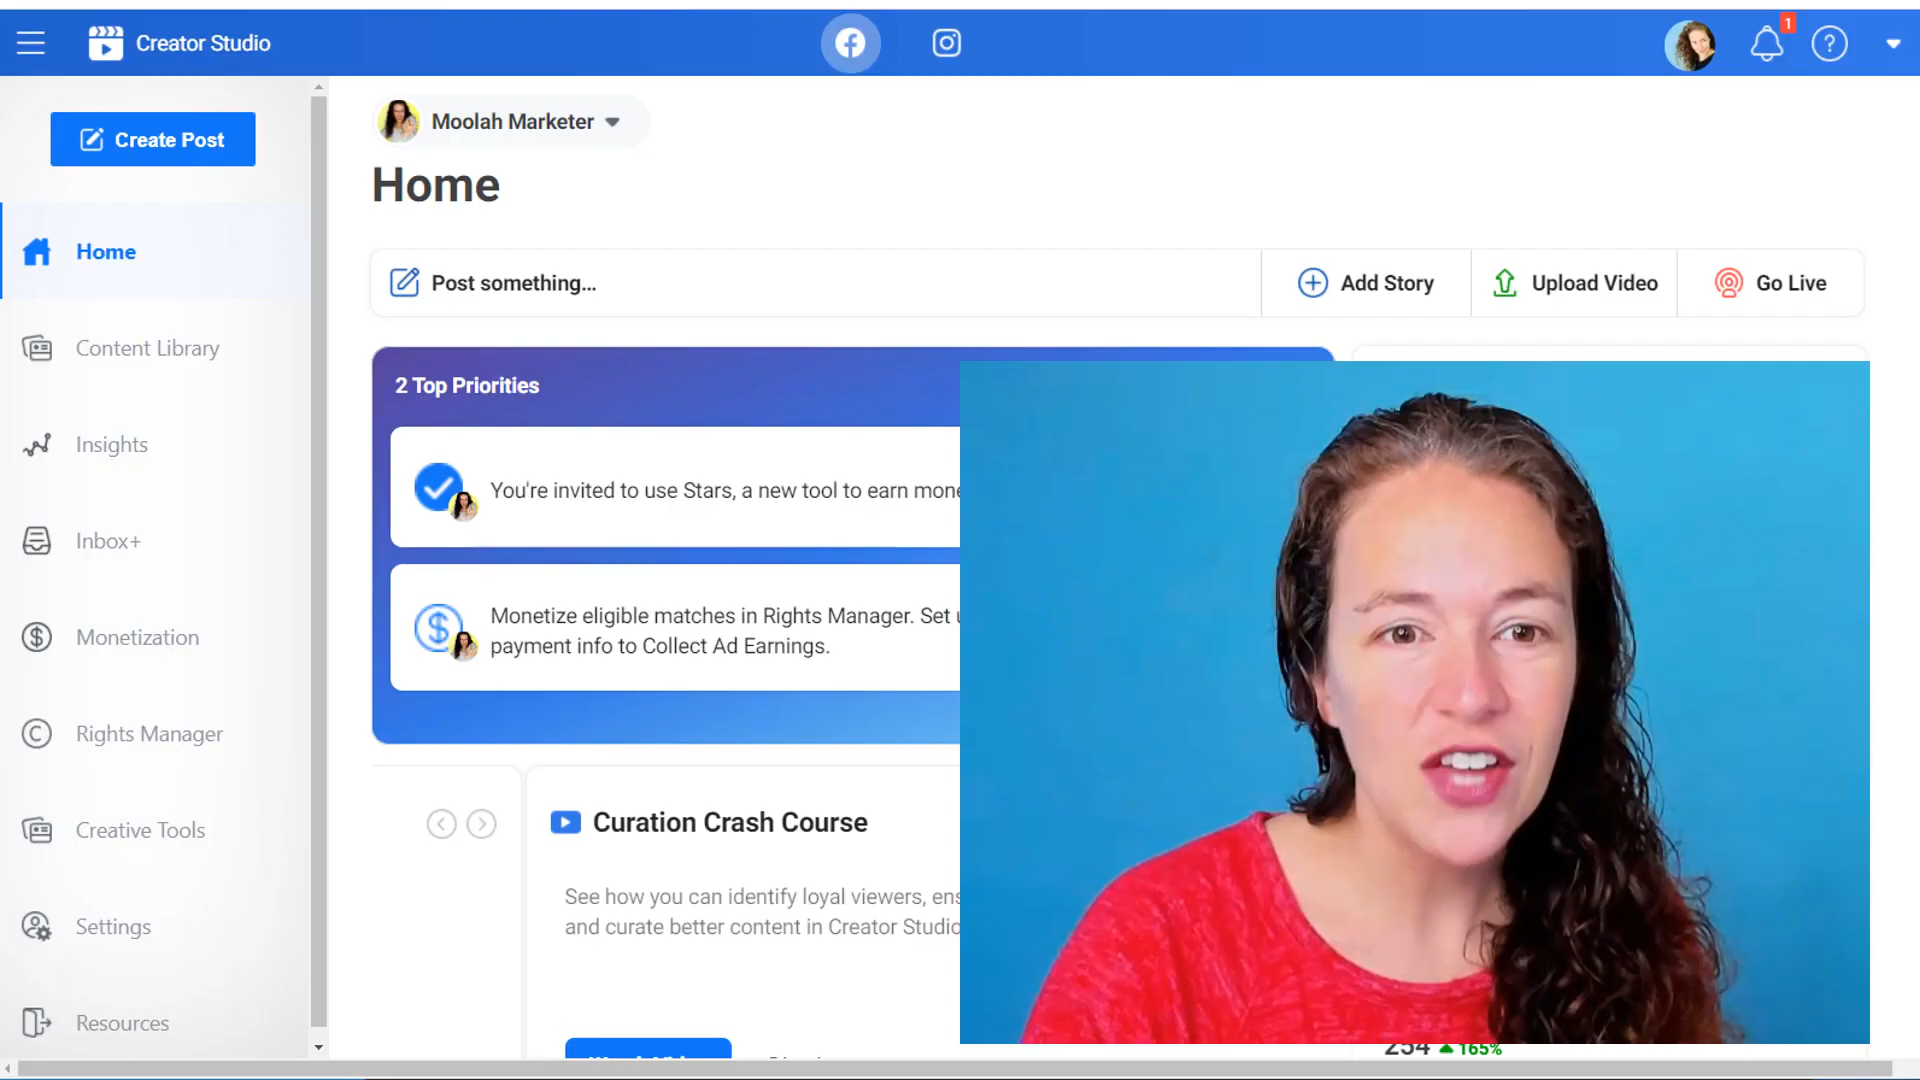 Creator Studio
1
?
Create Post
Home
Content Library
Insights
Inbox+
$
Monetization
C
Rights Manager
Creative Tools
Settings
Resources
Moolah Marketer
Home
Post something...
Add Story
Upload Video
Go Live
2 Top Priorities
You're invited to use Stars, a new tool to earn
$
Monetize eligible matches in Rights Manager. Set
payment info to Collect Ad Earnings.
Curation Crash Course
See how you can identify loyal viewers,
and curate better content in Creator Studio
254 165%